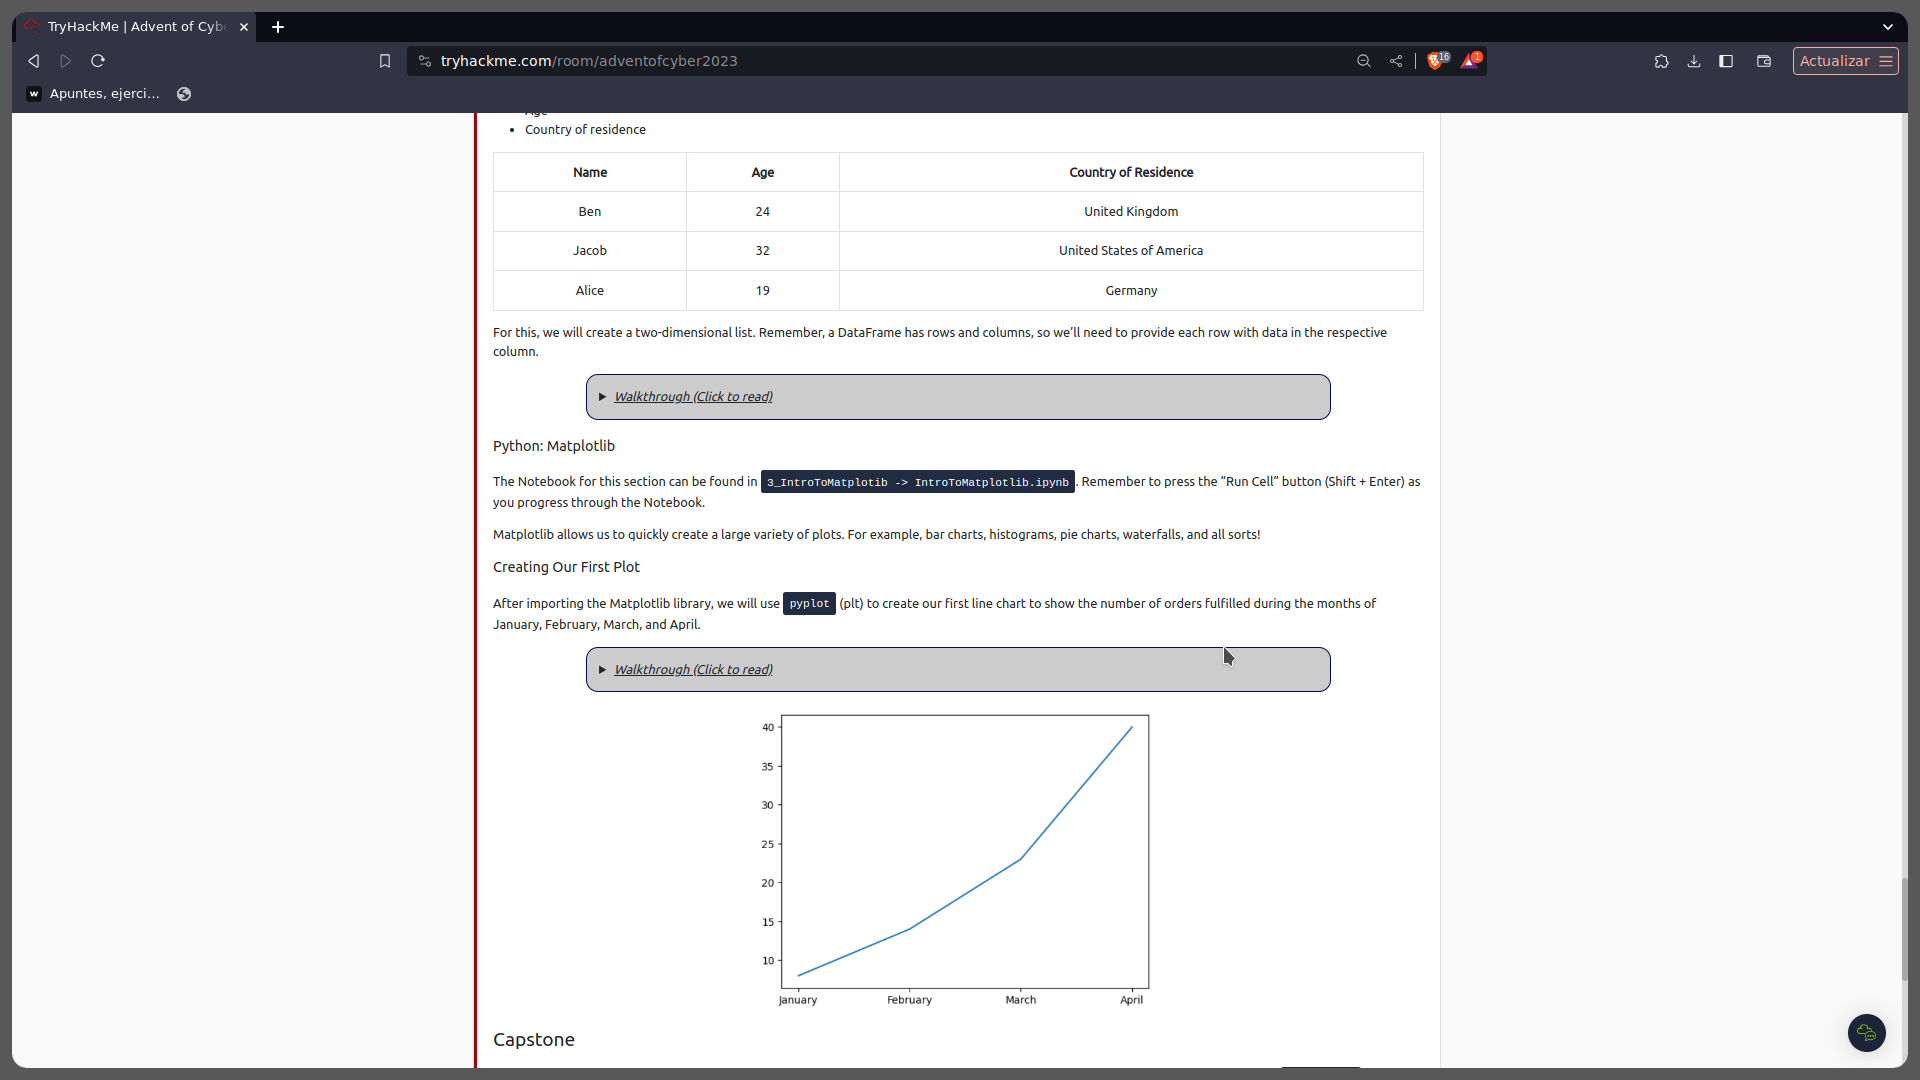 TryHackMe | Advent of Cyb
tryhackme.com/room/adventofcyber2023
16
1
Actualizar
Apuntes, ejerci...
Age
• Country of residence
Name Age Country of Residence
Ben 24 United Kingdom
Jacob 32 United States of America
Alice 19 Germany
For this, we will create a two-dimensional list. Remember, a DataFrame has rows and columns, so we’ll need to provide each row with data in the respective
column.
Walkthrough (Click to read)
Python: Matplotlib
The Notebook for this section can be found in 3_IntroToMatplotib -> IntroToMatplotlib.ipynb. Remember to press the “Run Cell” button (Shift + Enter) as
you progress through the Notebook.
Matplotlib allows us to quickly create a large variety of plots. For example, bar charts, histograms, pie charts, waterfalls, and all sorts!
Creating Our First Plot
After importing the Matplotlib library, we will use pyplot (plt) to create our first line chart to show the number of orders fulfilled during the months of
January, February, March, and April.
Walkthrough (Click to read)
40
35
30
25
20
15
10
January February March April
Capstone